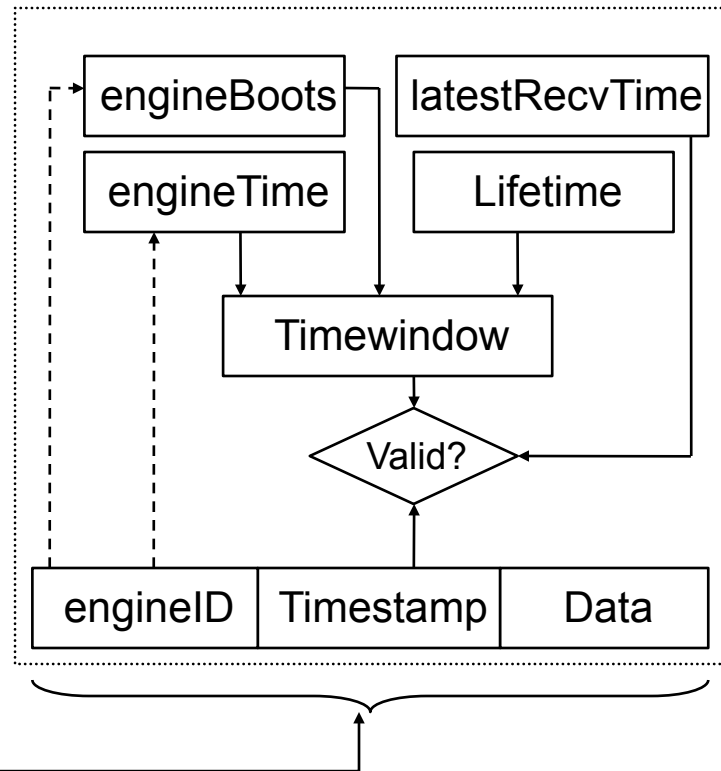 engineBoots
latestRecvTime
engineTime
Lifetime
Timewindow
Valid?
engineID
Timestamp
Data